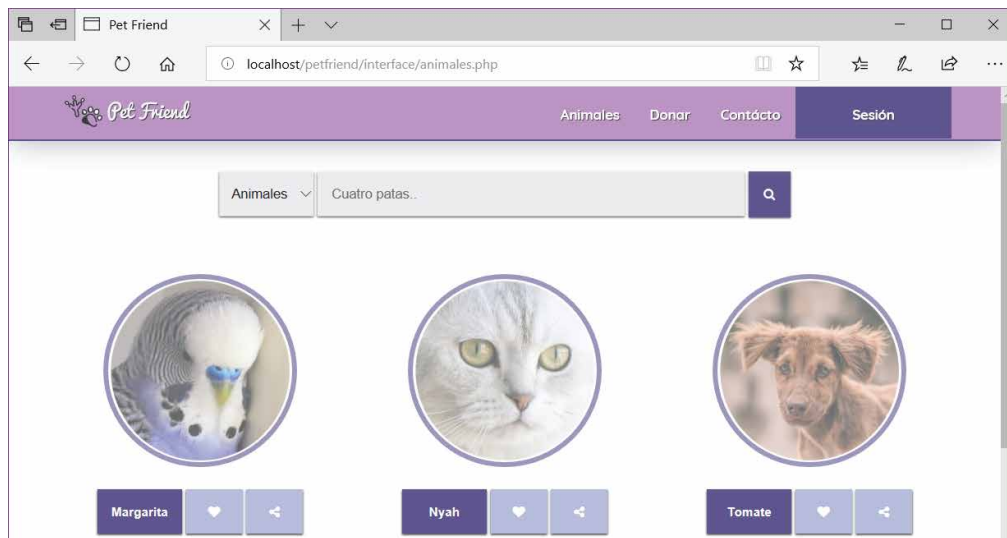 Pet Friend
localhost/petfriend/interface/animales.php
Pet Friend
Animales Donar Contácto Sesión
Animales Cuatro patas..
Margarita Nyah Tomate